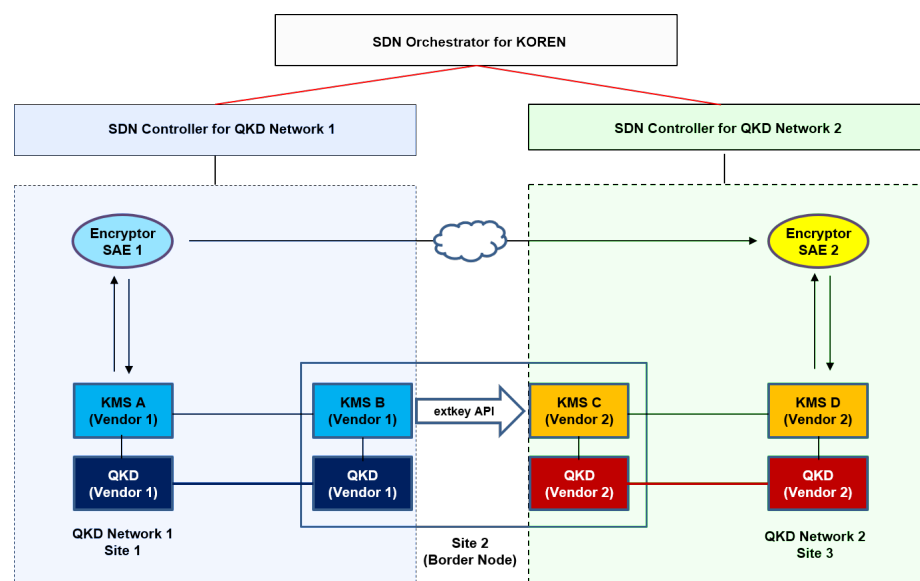 SDN Orchestrator for KOREN
SDN Controller for QKD Network 1
SDN Controller for QKD Network 2
Encryptor
SAE 1
Encryptor
SAE 2
KMS A
(Vendor 1)
KMS B
(Vendor 1)
extkey API
KMS C
(Vendor 2)
KMS D
(Vendor 2)
QKD
(Vendor 1)
QKD
(Vendor 1)
QKD
(Vendor 2)
QKD
(Vendor 2)
QKD Network 1
Site 1
Site 2
(Border Node)
QKD Network 2
Site 3